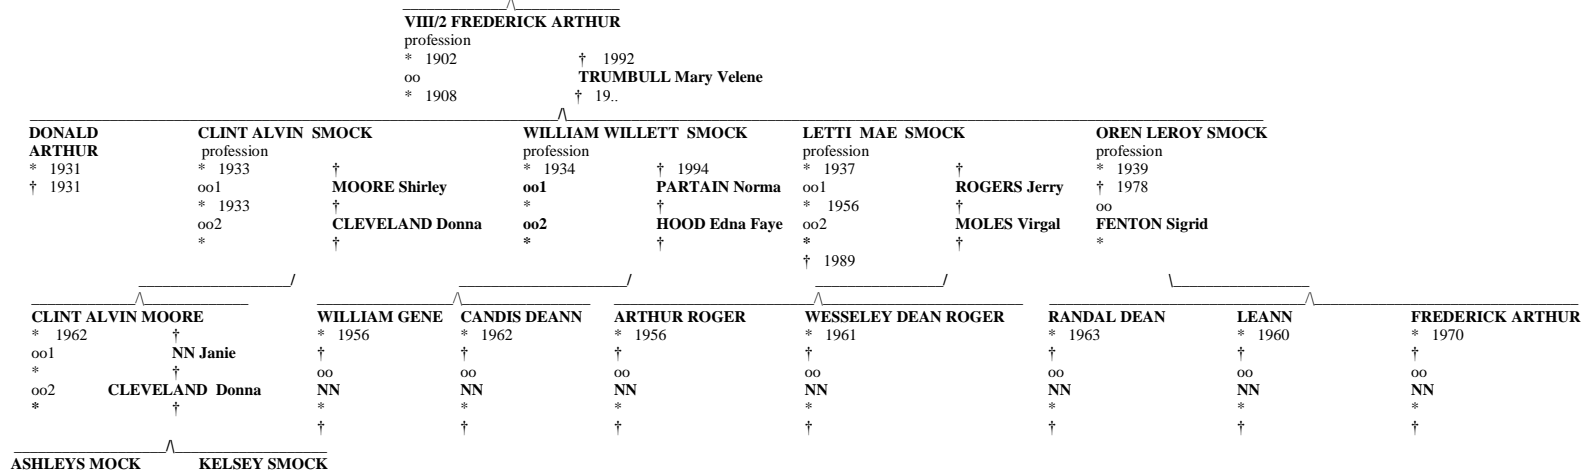 VIII/2 FREDERICK ARTHUR
profession
* 1902 † 1992
oo TRUMBULL Mary Velene
* 1908 † 19..
DONALD CLINT ALVIN SMOCK WILLIAM WILLETT SMOCK LETTI MAE SMOCK OREN LEROY SMOCK
ARTHUR profession profession profession profession
* 1931 * 1933 † * 1934 † 1994 * 1937 † * 1939
† 1931 oo1 MOORE Shirley oo1 PARTAIN Norma oo1 ROGERS Jerry † 1978
* 1933 † * † * 1956 † oo
oo2 CLEVELAND Donna oo2 HOOD Edna Faye oo2 MOLES Virgal FENTON Sigrid
* † * † * † *
† 1989
CLINT ALVIN MOORE WILLIAM GENE CANDIS DEANN ARTHUR ROGER WESSELEY DEAN ROGER RANDAL DEAN LEANN FREDERICK ARTHUR
* 1962 † * 1956 * 1962 * 1956 * 1961 * 1963 * 1960 * 1970
oo1 NN Janie † † † † † † †
* † oo oo oo oo oo oo oo
oo2 CLEVELAND Donna NN NN NN NN NN NN NN
* † * * * * * * *
† † † † † † †
ASHLEYS MOCK KELSEY SMOCK